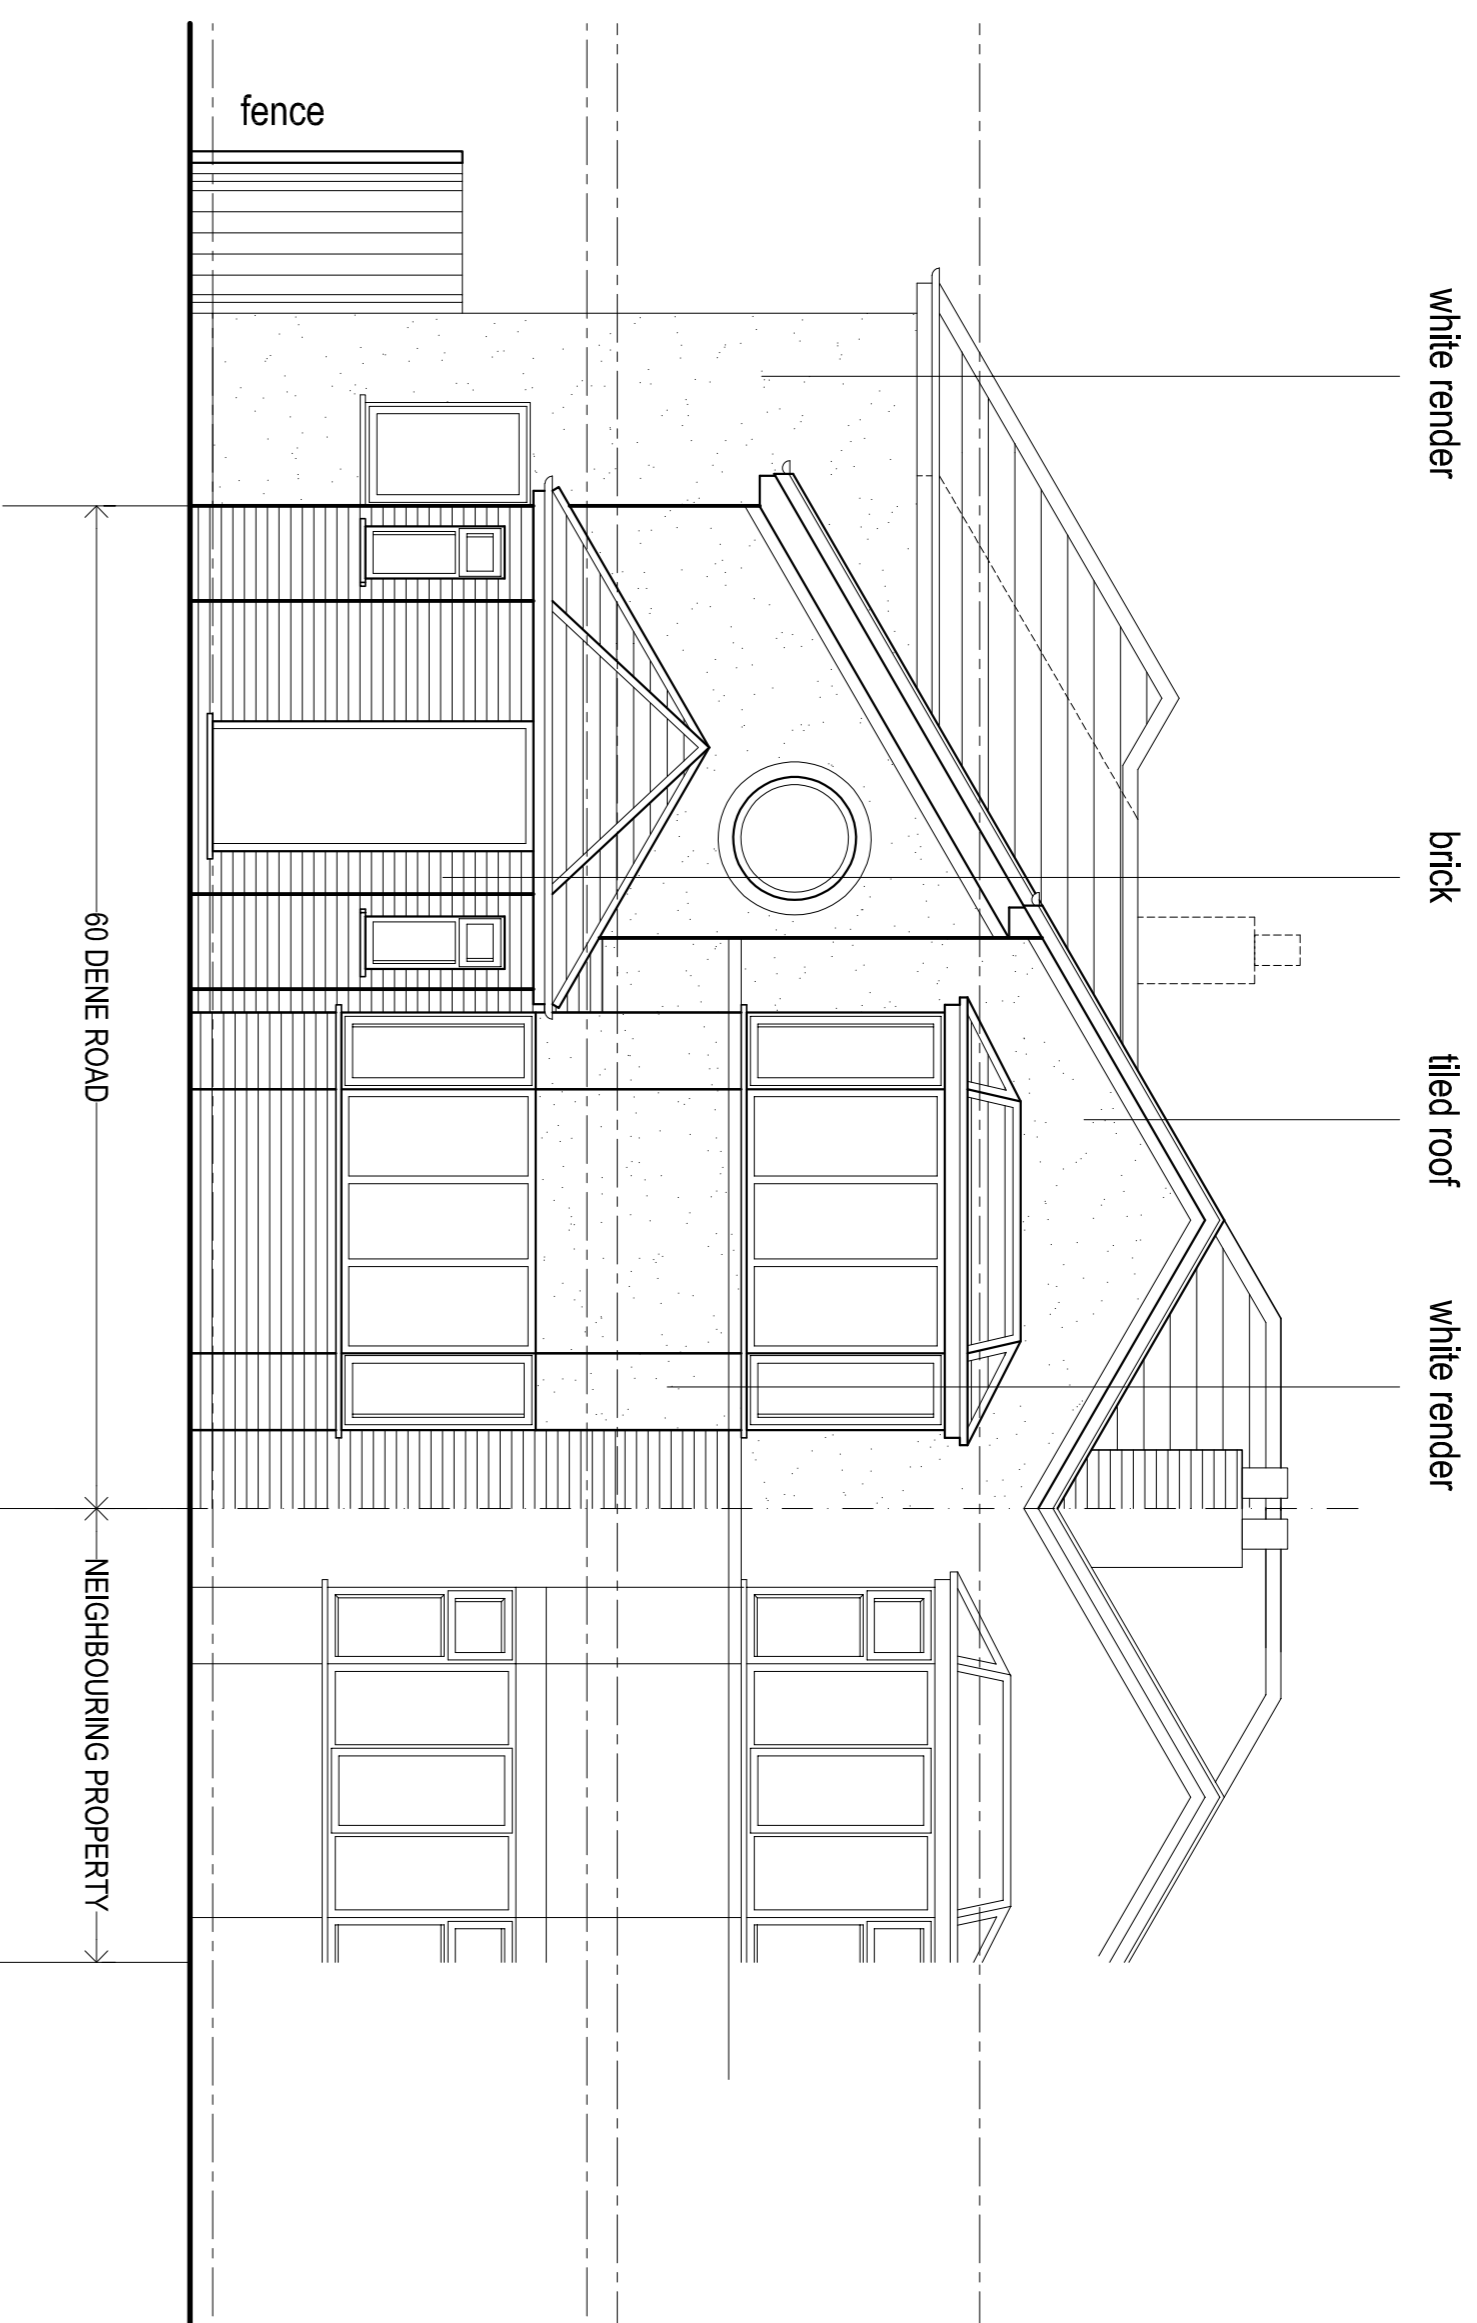 white render
brick
tiled roof
white render
fence
60 DENE ROAD
NEIGHBOURING PROPERTY